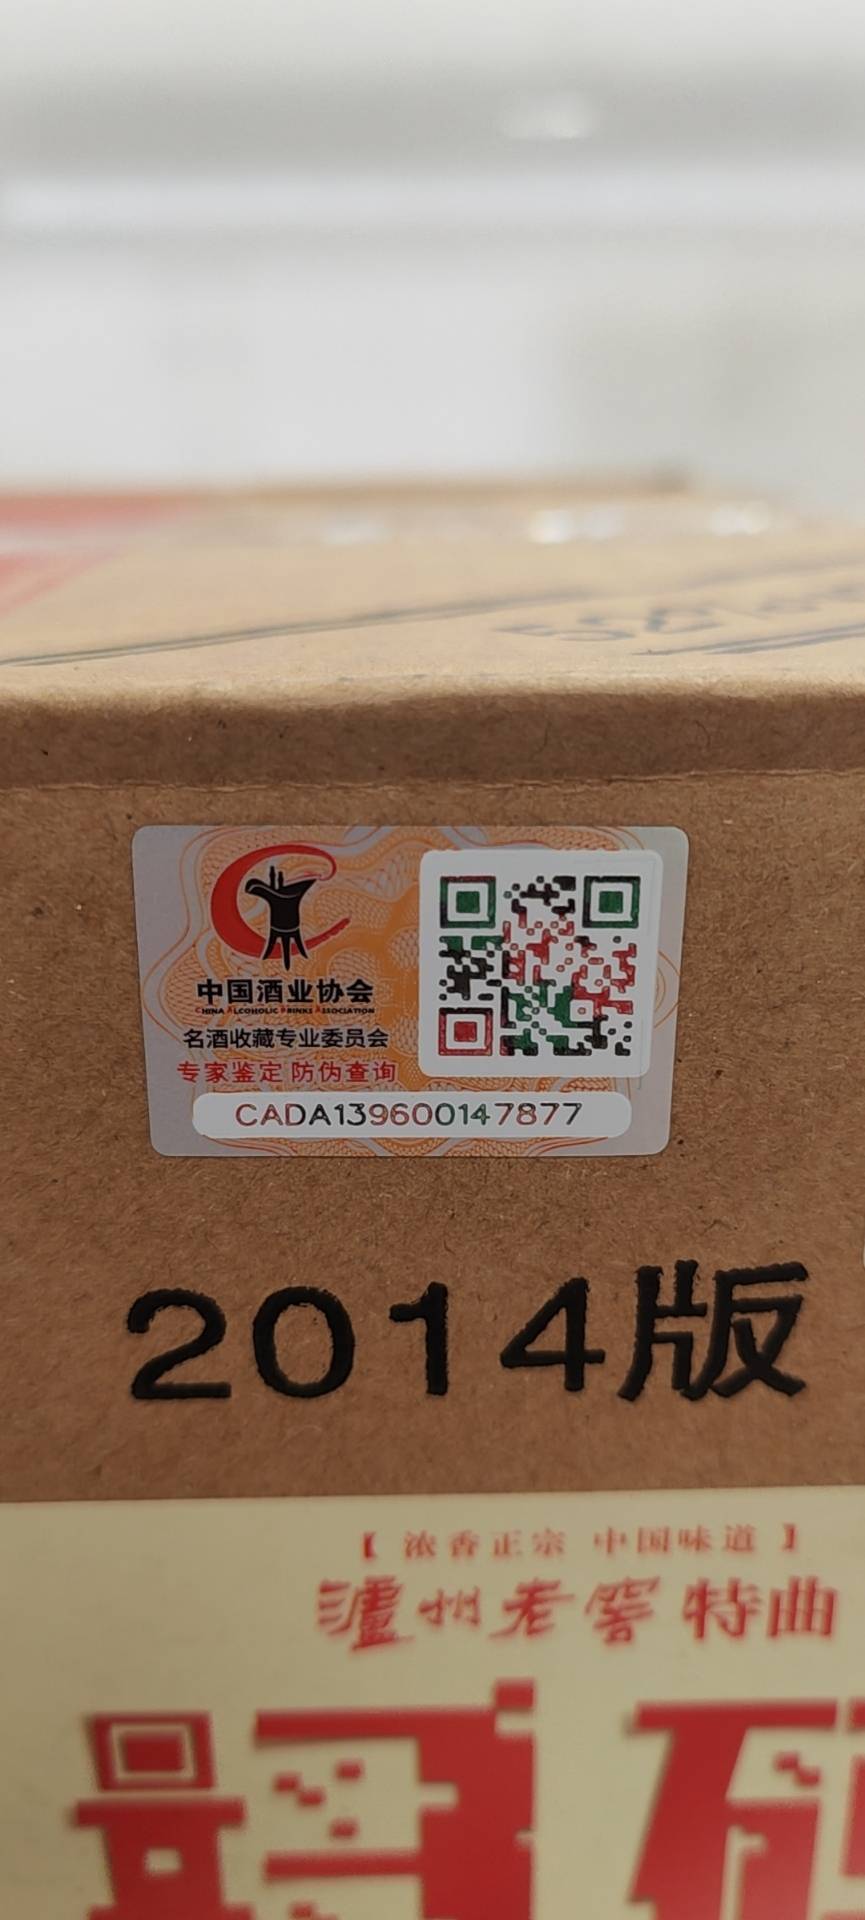 中国酒业协会
CHINA ALCOHOLIC DRINKS ASSOCIATION
名酒收藏专业委员会
专家鉴定 防伪查询
CADA139600147877
2014版
【 浓香正宗 中国味道 】
泸州老窖 特曲